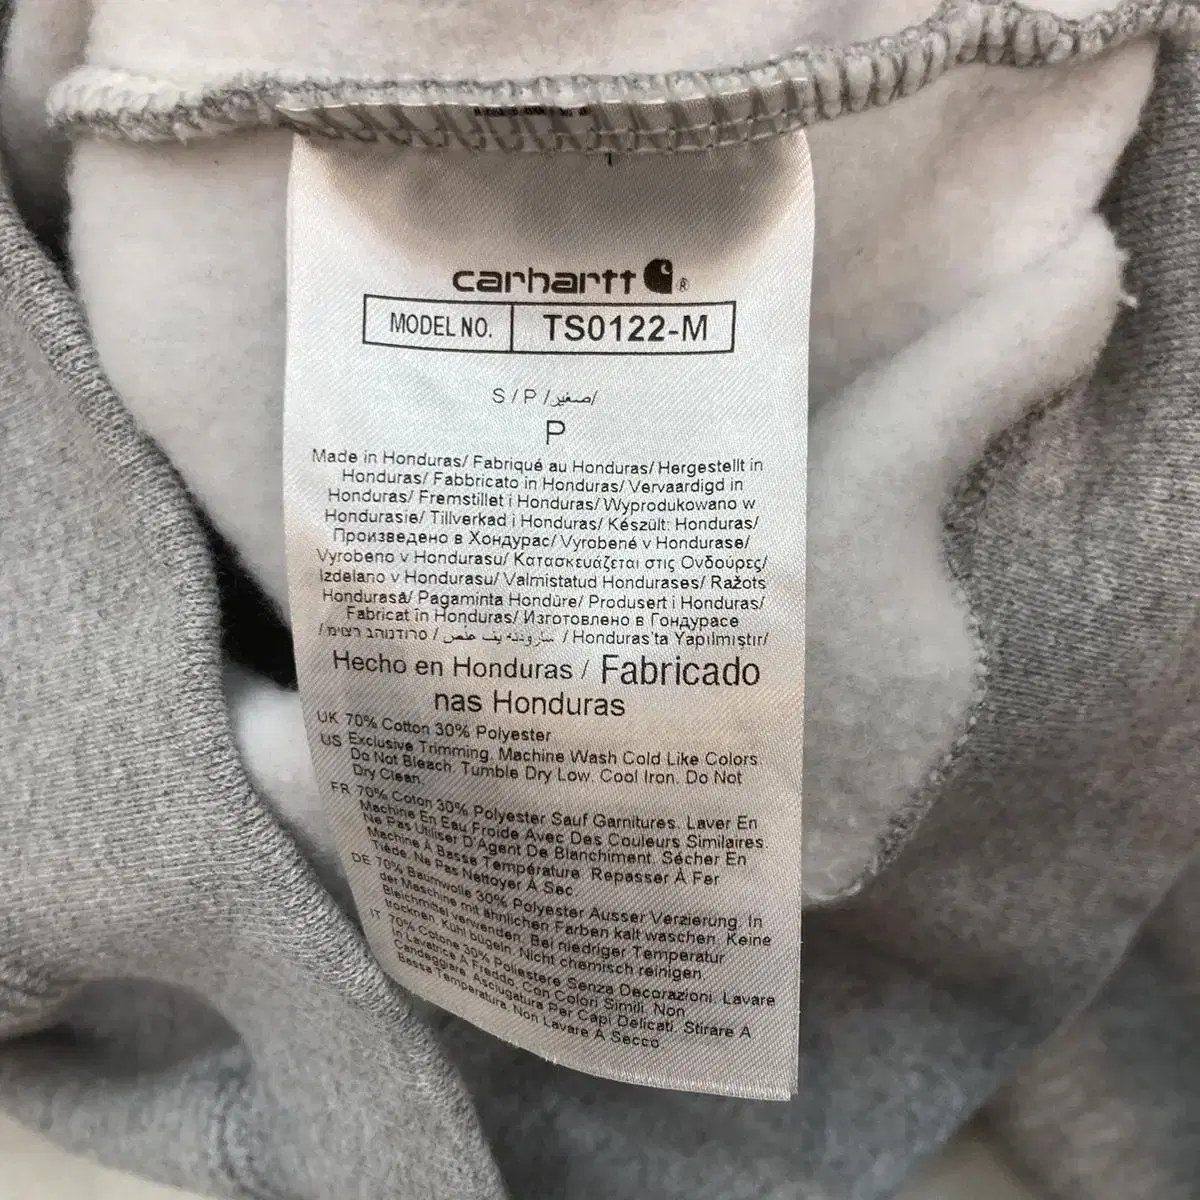 carhartt ®
MODEL NO. TS0122-M
S / P / صغير/
P
Made in Honduras/ Fabriqué au Honduras/ Hergestellt in
Honduras/ Fabbricato in Honduras/ Vervaardigd in
Honduras/ Fremstillet i Honduras/ Wyprodukowano w
Hondurasie/ Tillverkad i Honduras/ Készült: Honduras/
Произведено в Хондурас/ Vyrobené v Hondurase/
Vyrobeno v Hondurasu/ Κατασκευάζεται στις Ονδούρες/
Izdelano v Hondurasu/ Valmistatud Hondurases/ Ražots
Hondurasā/ Pagaminta Hondūre/ Produsert i Honduras/
Fabricat în Honduras/ Изготовлено в Гондурасе
/ Honduras'ta Yapılmıştır/
Hecho en Honduras / Fabricado
nas Honduras
UK 70% Cotton 30% Polyester
US Exclusive Trimming. Machine Wash Cold Like Colors.
Do Not Bleach. Tumble Dry Low. Cool Iron. Do Not
Dry Clean.
FR 70% Coton 30% Polyester Sauf Garnitures. Laver En
Machine En Eau Froide Avec Des Couleurs Similaires.
Ne Pas Utiliser D'Agent De Blanchiment. Sécher En
Machine À Basse Température. Repasser À Fer
Tiède. Ne Pas Nettoyer À Sec.
DE 70% Baumwolle 30% Polyester Ausser Verzierung. In
der Maschine mit ähnlichen Farben kalt waschen. Keine
Bleichmittel verwenden. Bei niedriger Temperatur
trocknen. Kühl bügeln. Nicht chemisch reinigen.
IT 70% Cotone 30% Poliestere Senza Decorazioni. Lavare
In Lavatrice A Freddo. Con Colori Simili. Non
Candeggiare. Asciugatura Per Capi Delicati. Stirare A
Bassa Temperatura. Non Lavare A Secco